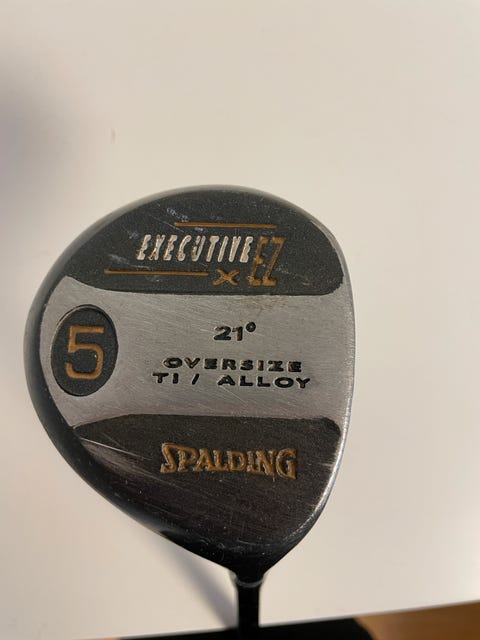 EXECUTIVE EZ
X
5
21°
OVERSIZE
TI / ALLOY
SPALDING